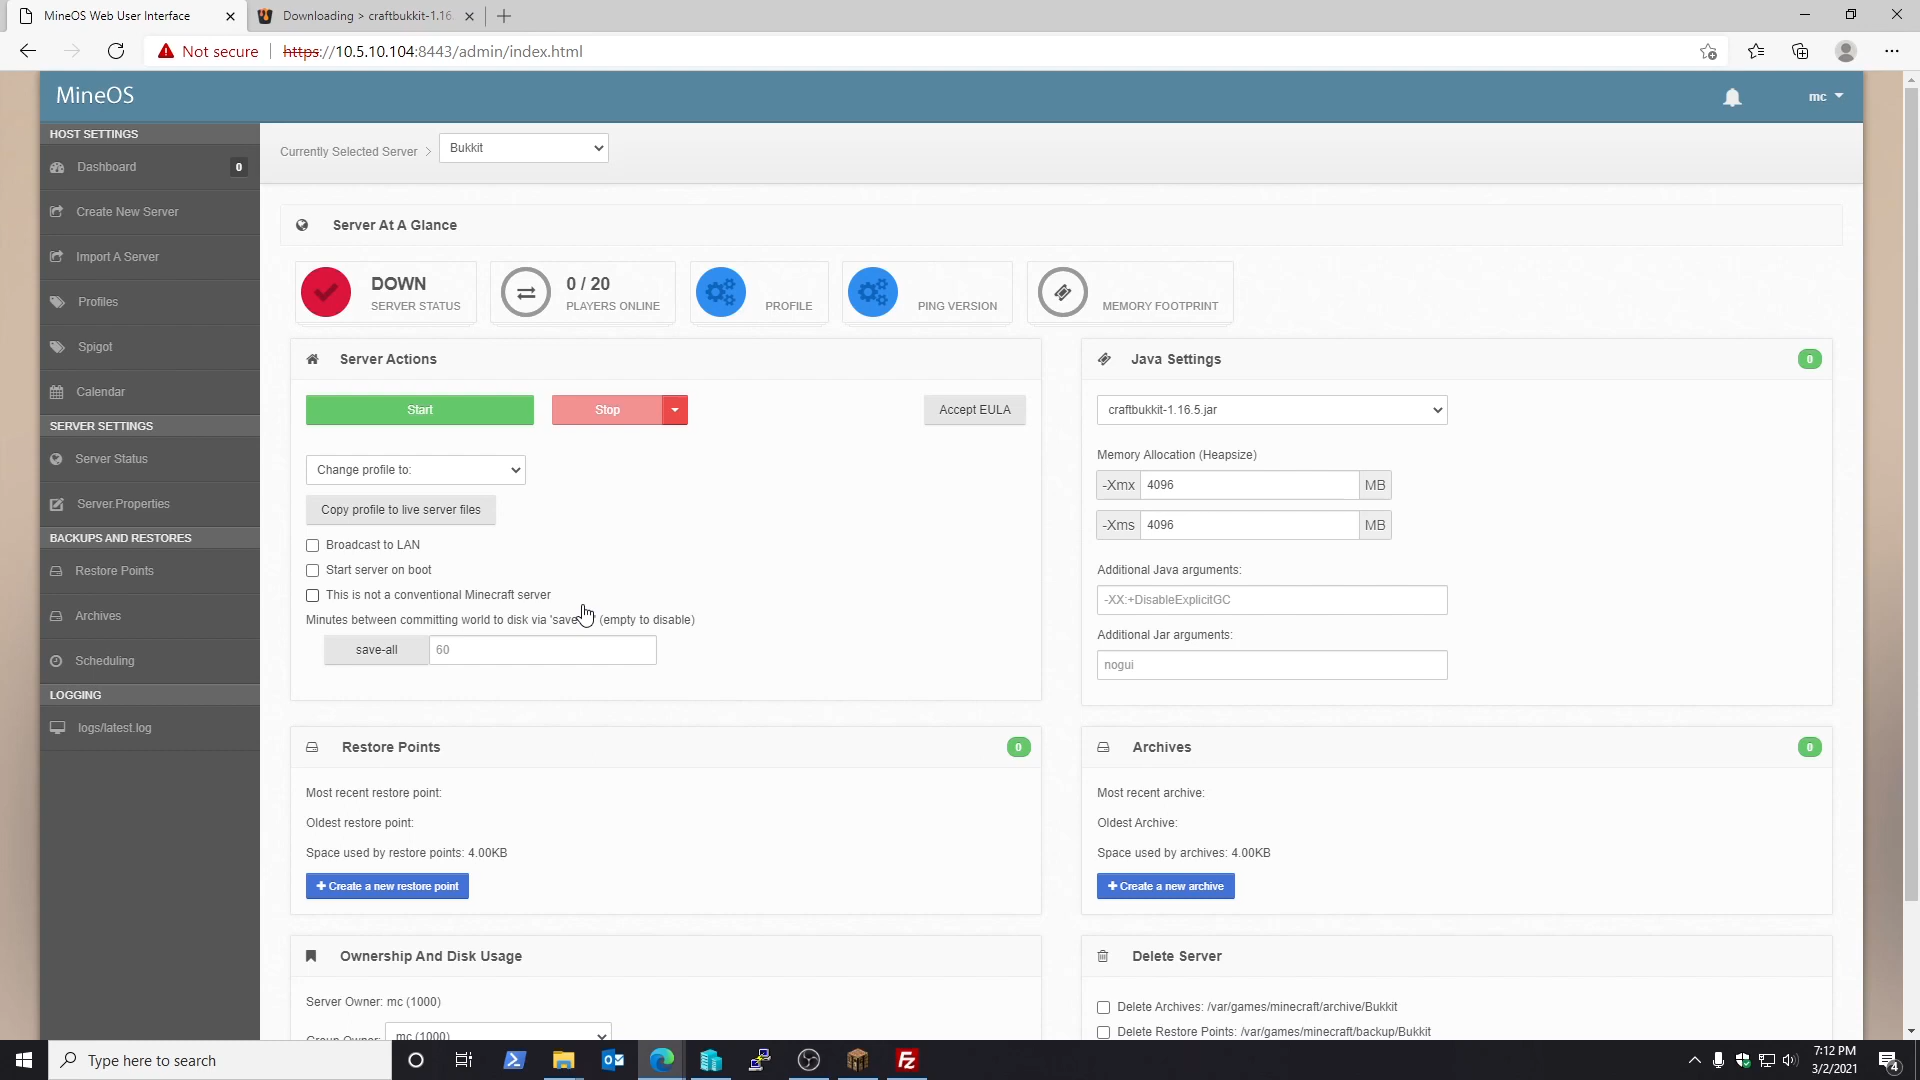 MineOS Web User Interface
Downloading > craftbukkit-1.16.
Not secure
https://10.5.10.104:8443/admin/index.html
MineOS
mc
HOST SETTINGS
Dashboard
0
Create New Server
Import A Server
Profiles
Spigot
Calendar
SERVER SETTINGS
Server Status
Server.Properties
BACKUPS AND RESTORES
Restore Points
Archives
Scheduling
LOGGING
logs/latest.log
Currently Selected Server >
Bukkit
Server At A Glance
DOWN
SERVER STATUS
0 / 20
PLAYERS ONLINE
PROFILE
PING VERSION
MEMORY FOOTPRINT
Server Actions
Start
Stop
Accept EULA
Change profile to:
Copy profile to live server files
Broadcast to LAN
Start server on boot
This is not a conventional Minecraft server
Minutes between committing world to disk via 'save (empty to disable)
save-all
60
Java Settings
0
craftbukkit-1.16.5.jar
Memory Allocation (Heapsize)
-Xmx
4096
MB
-Xms
4096
MB
Additional Java arguments:
-XX:+DisableExplicitGC
Additional Jar arguments:
nogui
Restore Points
0
Most recent restore point:
Oldest restore point:
Space used by restore points: 4.00KB
+ Create a new restore point
Archives
0
Most recent archive:
Oldest Archive:
Space used by archives: 4.00KB
+ Create a new archive
Ownership And Disk Usage
Server Owner: mc (1000)
Group Owner:
mc (1000)
Delete Server
Delete Archives: /var/games/minecraft/archive/Bukkit
Delete Restore Points: /var/games/minecraft/backup/Bukkit
Type here to search
7:12 PM
3/2/2021
4